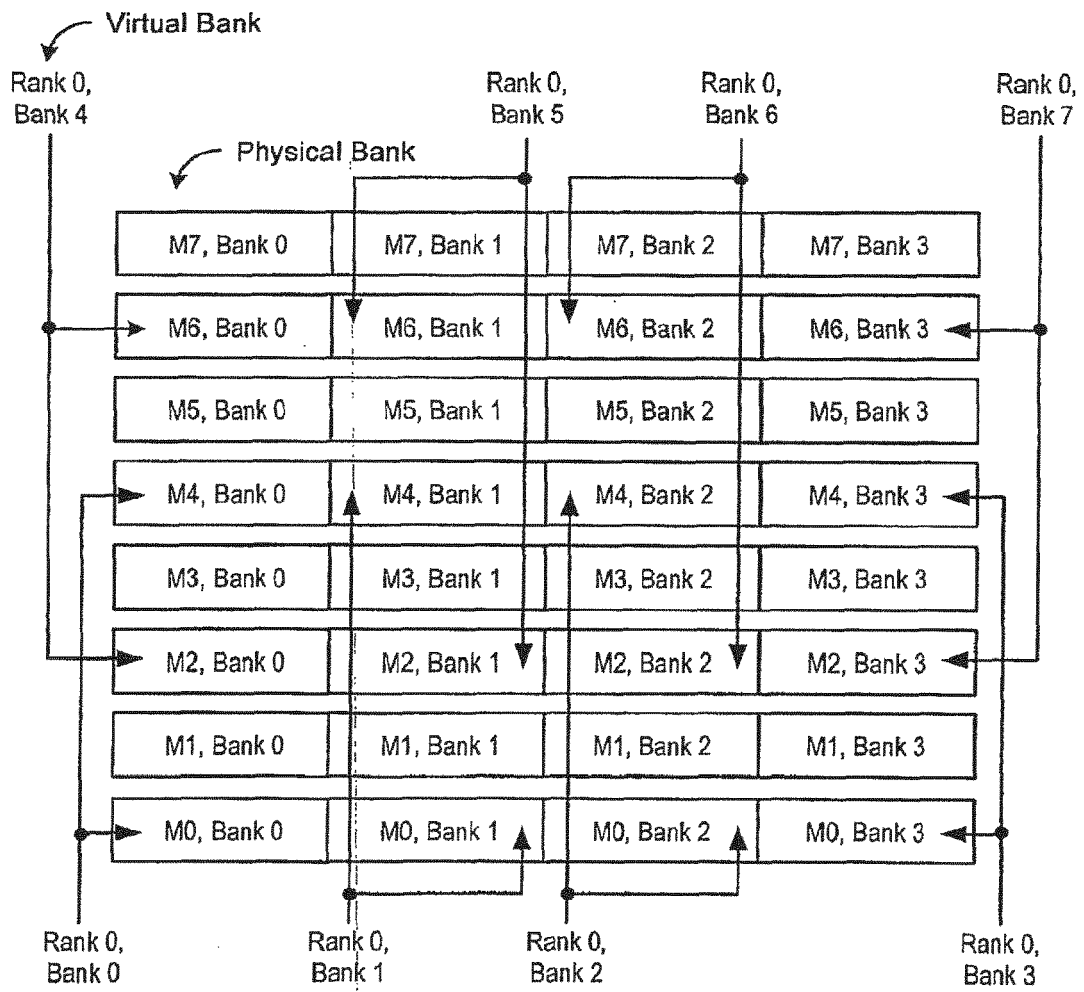 Virtual Bank
Rank 0,
Bank 4
Rank 0,
Bank 5
Rank 0,
Bank 6
Rank 0,
Bank 7
Physical Bank
M7, Bank 0
M7, Bank 1
M7, Bank 2
M7, Bank 3
M6, Bank 0
M6, Bank 1
M6, Bank 2
M6, Bank 3
M5, Bank 0
M5, Bank 1
M5, Bank 2
M5, Bank 3
M4, Bank 0
M4, Bank 1
M4, Bank 2
M4, Bank 3
M3, Bank 0
M3, Bank 1
M3, Bank 2
M3, Bank 3
M2, Bank 0
M2, Bank 1
M2, Bank 2
M2, Bank 3
M1, Bank 0
M1, Bank 1
M1, Bank 2
M1, Bank 3
M0, Bank 0
M0, Bank 1
M0, Bank 2
M0, Bank 3
Rank 0,
Bank 0
Rank 0,
Bank 1
Rank 0,
Bank 2
Rank 0,
Bank 3